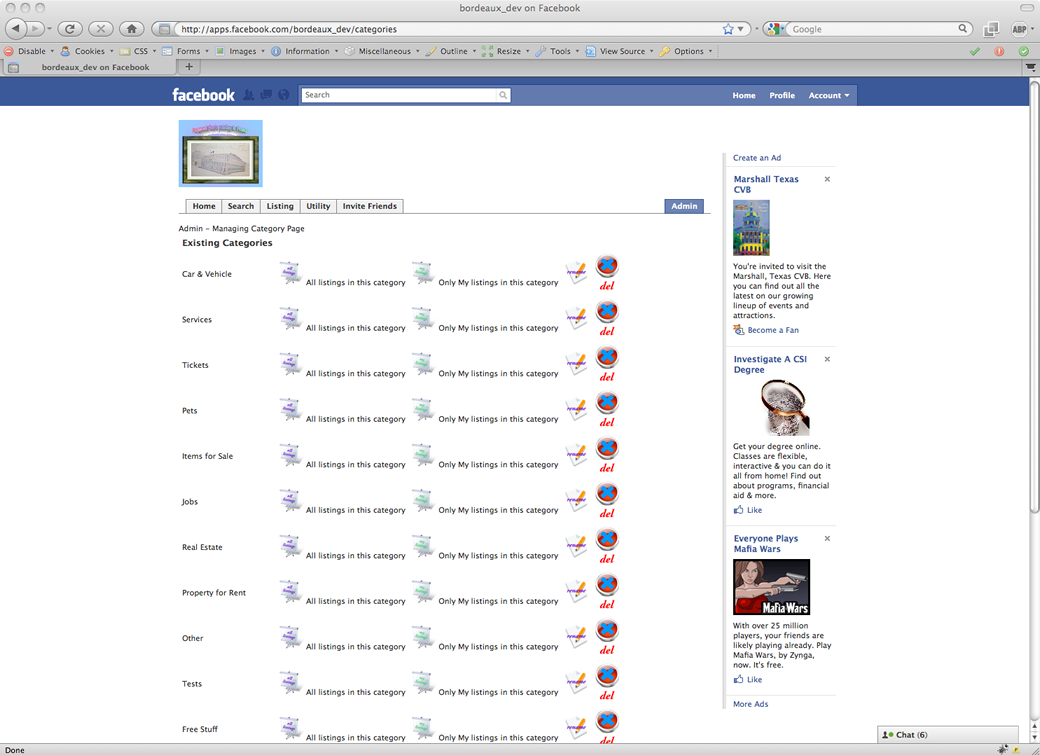 bordeaux_dev on Facebook
http://apps.facebook.com/bordeaux_dev/categories
Google
ABP
Disable Cookies CSS Forms Images Information Miscellaneous Outline Resize Tools View Source Options
bordeaux_dev on Facebook
facebook Search Home Profile Account
Home Search Listing Utility Invite Friends Admin
Admin - Managing Category Page
Existing Categories
Car & Vehicle All listings in this category Only My listings in this category rename del
Services All listings in this category Only My listings in this category rename del
Tickets All listings in this category Only My listings in this category rename del
Pets All listings in this category Only My listings in this category rename del
Items for Sale All listings in this category Only My listings in this category rename del
Jobs All listings in this category Only My listings in this category rename del
Real Estate All listings in this category Only My listings in this category rename del
Property for Rent All listings in this category Only My listings in this category rename del
Other All listings in this category Only My listings in this category rename del
Tests All listings in this category Only My listings in this category rename del
Free Stuff All listings in this category Only My listings in this category rename del
Create an Ad
Marshall Texas
CVB
You're invited to visit the
Marshall, Texas CVB. Here
you can find out all the
latest on our growing
lineup of events and
attractions.
Become a Fan
Investigate A CSI
Degree
Get your degree online.
Classes are flexible,
interactive & you can do it
all from home! Find out
about programs, financial
aid & more.
Like
Everyone Plays
Mafia Wars
Mafia Wars
With over 25 million
players, your friends are
likely playing already. Play
Mafia Wars, by Zynga,
now. It's free.
Like
More Ads
Chat (6)
Done